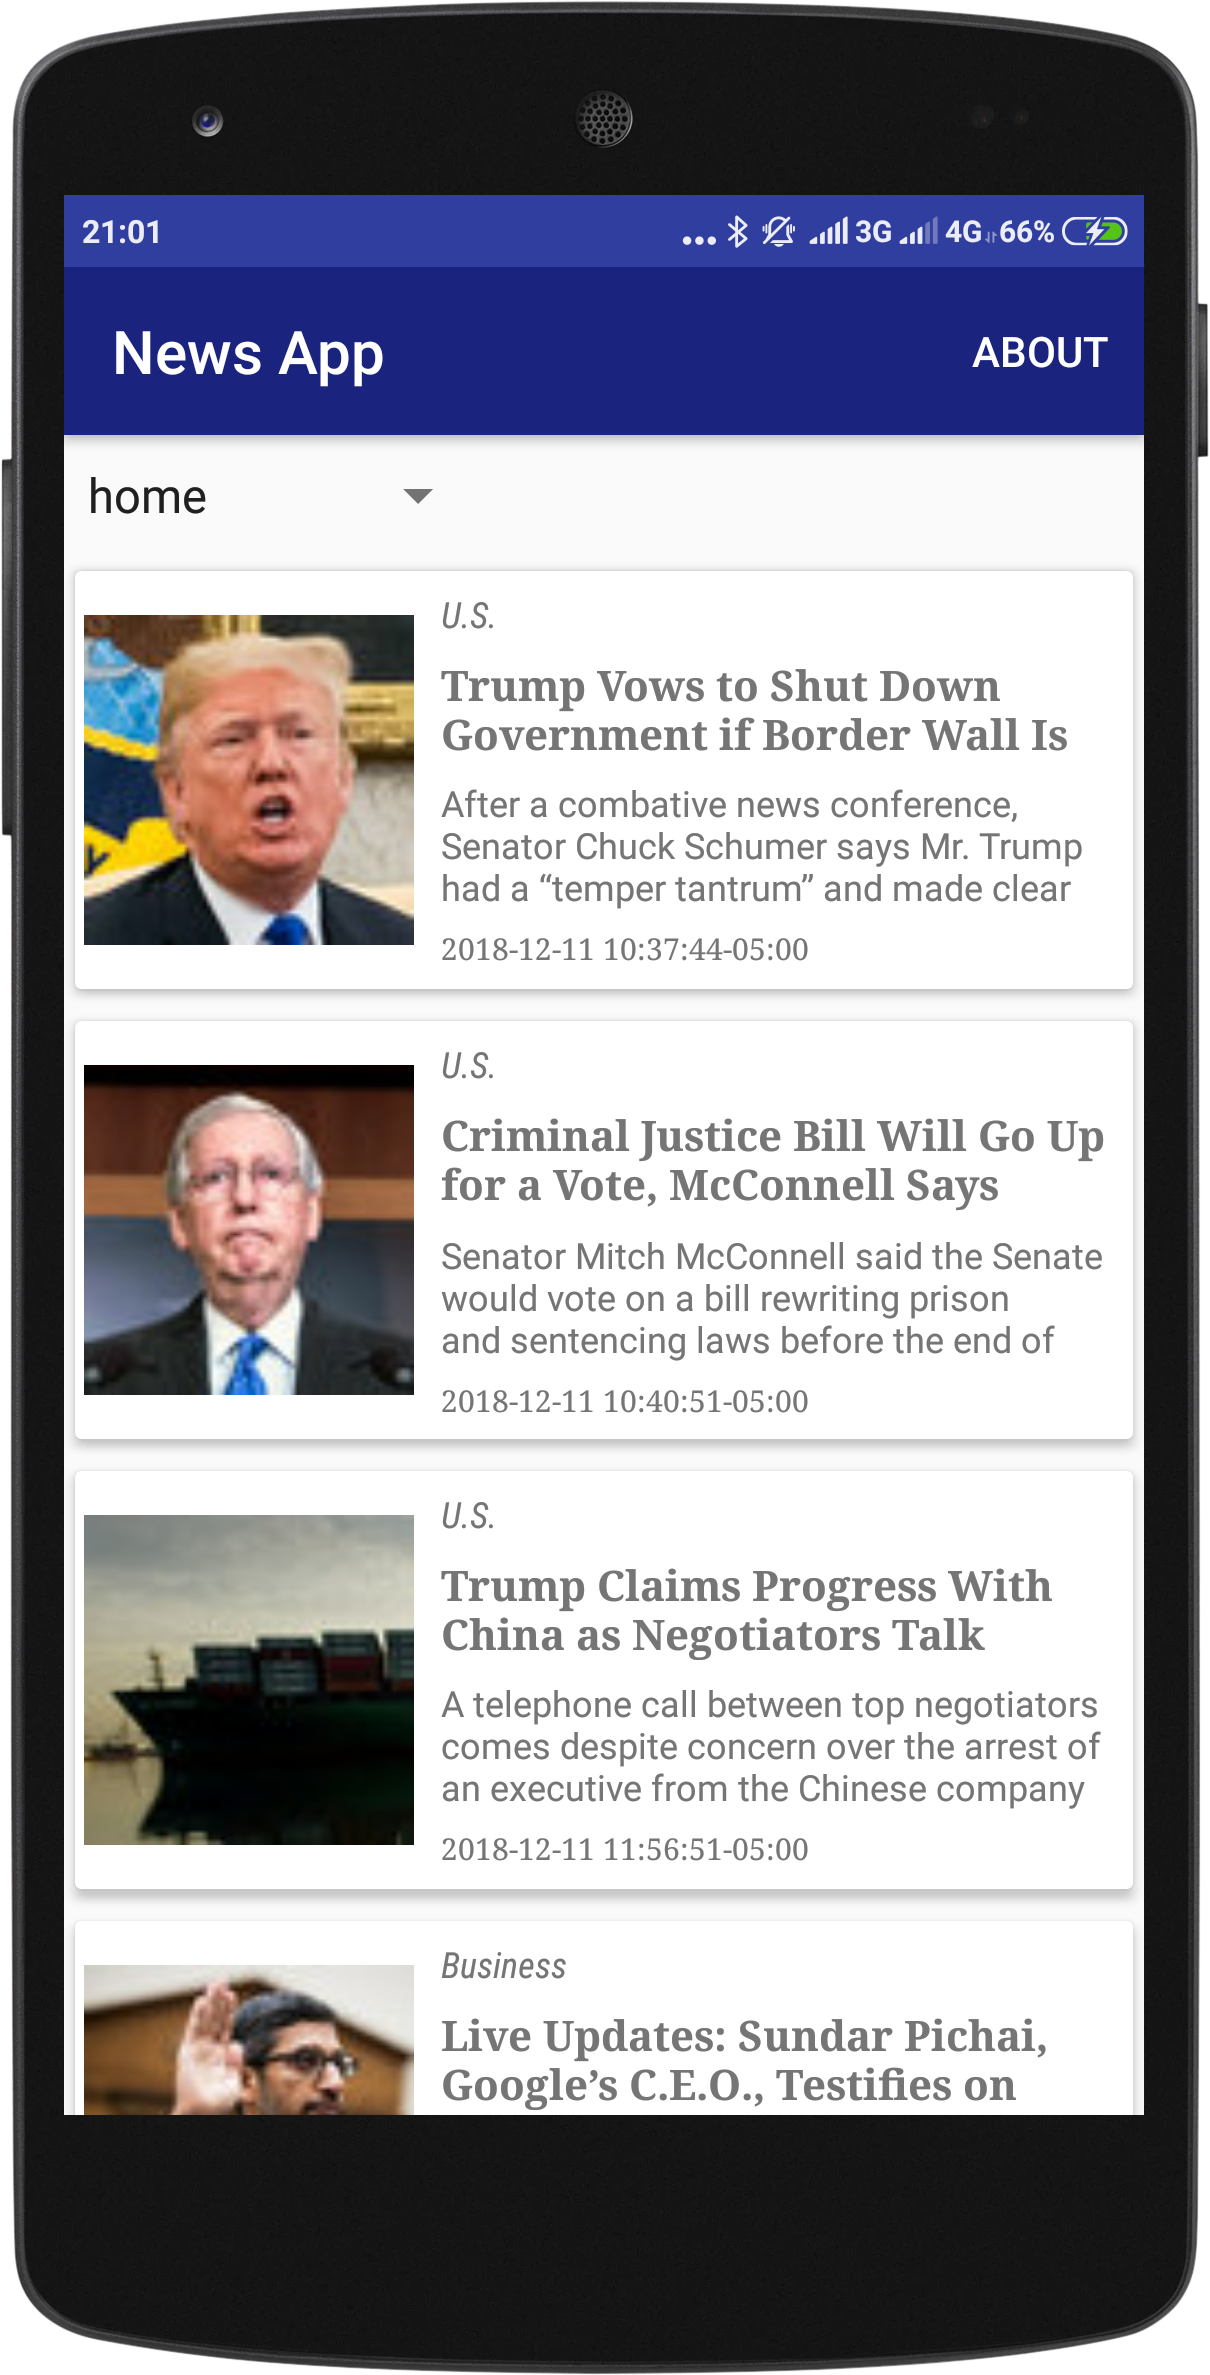 21:01
... 3G 4G 66%
News App
ABOUT
home
U.S.
Trump Vows to Shut Down
Government if Border Wall Is
After a combative news conference,
Senator Chuck Schumer says Mr. Trump
had a “temper tantrum” and made clear
2018-12-11 10:37:44-05:00
U.S.
Criminal Justice Bill Will Go Up
for a Vote, McConnell Says
Senator Mitch McConnell said the Senate
would vote on a bill rewriting prison
and sentencing laws before the end of
2018-12-11 10:40:51-05:00
U.S.
Trump Claims Progress With
China as Negotiators Talk
A telephone call between top negotiators
comes despite concern over the arrest of
an executive from the Chinese company
2018-12-11 11:56:51-05:00
Business
Live Updates: Sundar Pichai,
Google’s C.E.O., Testifies on